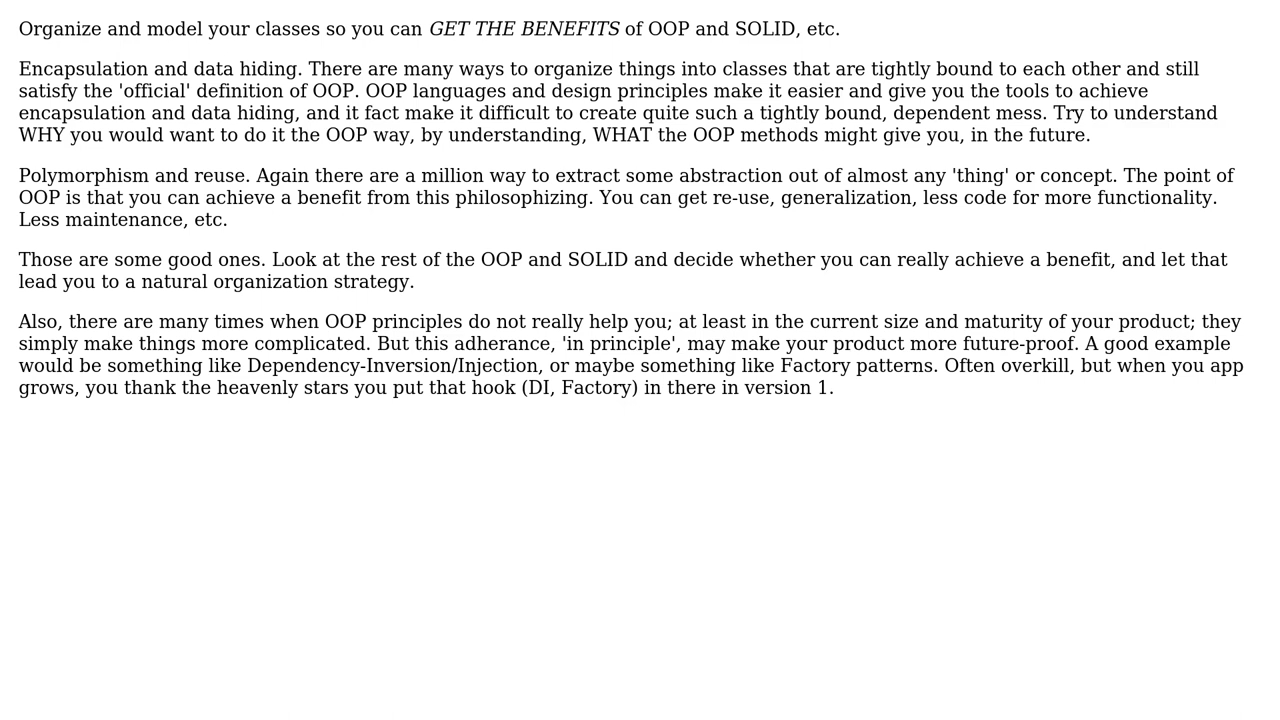 Organize and model your classes so you can GET THE BENEFITS of OOP and SOLID, etc.
Encapsulation and data hiding. There are many ways to organize things into classes that are tightly bound to each other and still
satisfy the 'official' definition of OOP. OOP languages and design principles make it easier and give you the tools to achieve
encapsulation and data hiding, and it fact make it difficult to create quite such a tightly bound, dependent mess. Try to understand
WHY you would want to do it the OOP way, by understanding, WHAT the OOP methods might give you, in the future.
Polymorphism and reuse. Again there are a million way to extract some abstraction out of almost any 'thing' or concept. The point of
OOP is that you can achieve a benefit from this philosophizing. You can get re-use, generalization, less code for more functionality.
Less maintenance, etc.
Those are some good ones. Look at the rest of the OOP and SOLID and decide whether you can really achieve a benefit, and let that
lead you to a natural organization strategy.
Also, there are many times when OOP principles do not really help you; at least in the current size and maturity of your product; they
simply make things more complicated. But this adherance, 'in principle', may make your product more future-proof. A good example
would be something like Dependency-Inversion/Injection, or maybe something like Factory patterns. Often overkill, but when you app
grows, you thank the heavenly stars you put that hook (DI, Factory) in there in version 1.